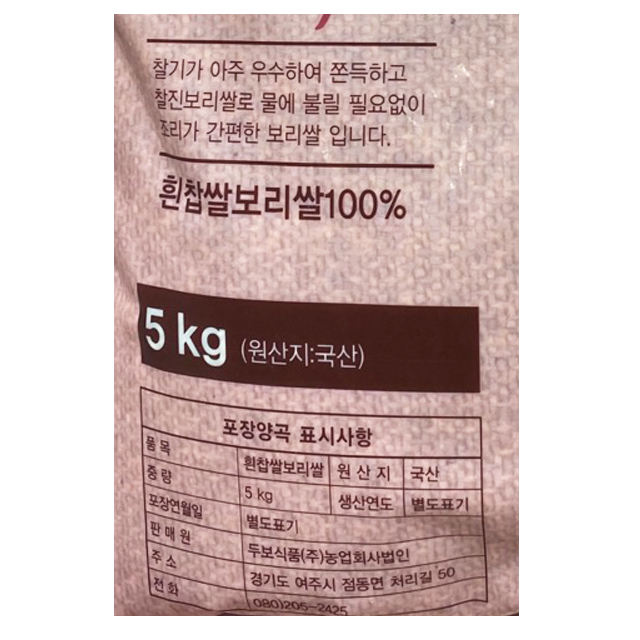 찰기가 아주 우수하여 쫀득하고
찰진보리쌀로 물에 불릴 필요없이
조리가 간편한 보리쌀 입니다.
흰찹쌀보리쌀100%
5 kg (원산지:국산)
포장양곡 표시사항
품 목 흰찹쌀보리쌀 원 산 지 국산
중 량 5 kg 생산연도 별도표기
포장연월일 별도표기
판 매 원 두보식품(주)농업회사법인
주 소 경기도 여주시 점동면 처리길 50
전 화 080)205-2425